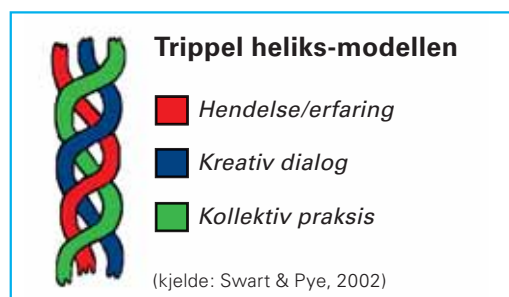 Trippel heliks-modellen
Hendelse/erfaring
Kreativ dialog
Kollektiv praksis
(kjelde: Swart & Pye, 2002)